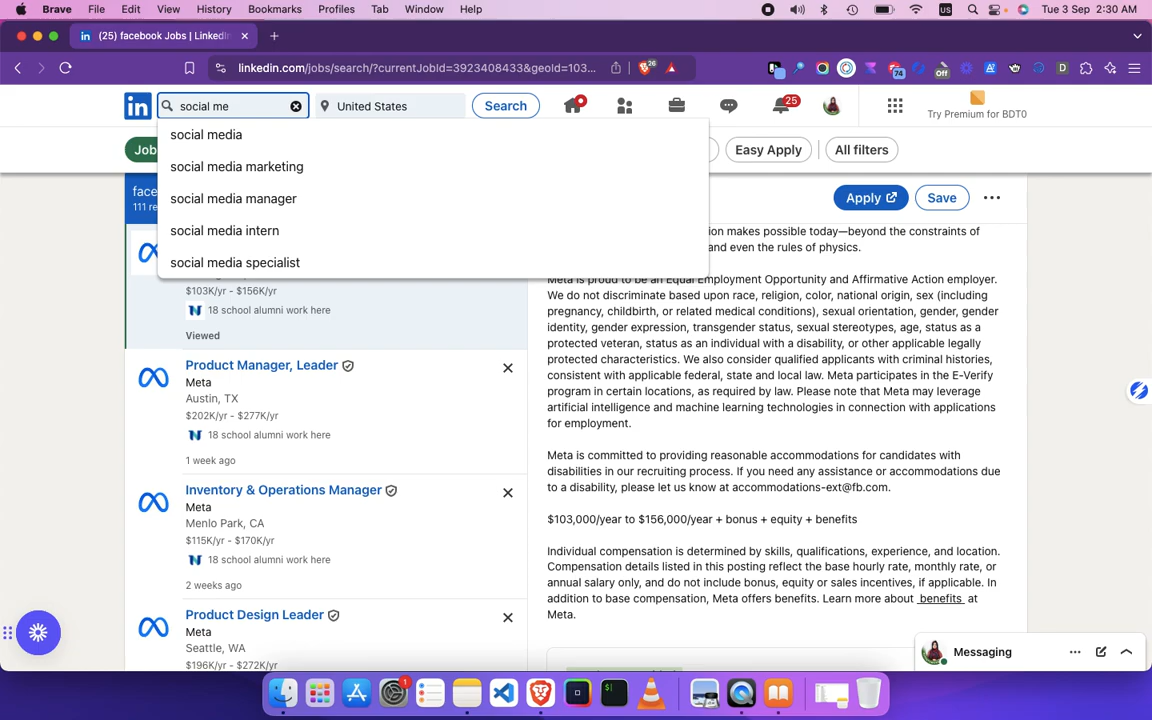 Brave File Edit View History Bookmarks Profiles Tab Window Help
US
Tue 3 Sep 2:30 AM
in (25) facebook Jobs | LinkedIn
linkedin.com/jobs/search/?currentJobId=3923408433&geoId=103...
26
74
Off
D
in
social me
United States
Search
25
Try Premium for BDT0
social media
social media marketing
social media manager
social media intern
social media specialist
Job
Easy Apply
All filters
face
111 re
Apply
Save
$103K/yr - $156K/yr
18 school alumni work here
Viewed
Product Manager, Leader
Meta
Austin, TX
$202K/yr - $277K/yr
18 school alumni work here
1 week ago
Inventory & Operations Manager
Meta
Menlo Park, CA
$115K/yr - $170K/yr
18 school alumni work here
2 weeks ago
Product Design Leader
Meta
Seattle, WA
$196K/yr - $272K/yr
ion makes possible today—beyond the constraints of
and even the rules of physics.
Meta is proud to be an Equal Employment Opportunity and Affirmative Action employer.
We do not discriminate based upon race, religion, color, national origin, sex (including
pregnancy, childbirth, or related medical conditions), sexual orientation, gender, gender
identity, gender expression, transgender status, sexual stereotypes, age, status as a
protected veteran, status as an individual with a disability, or other applicable legally
protected characteristics. We also consider qualified applicants with criminal histories,
consistent with applicable federal, state and local law. Meta participates in the E-Verify
program in certain locations, as required by law. Please note that Meta may leverage
artificial intelligence and machine learning technologies in connection with applications
for employment.
Meta is committed to providing reasonable accommodations for candidates with
disabilities in our recruiting process. If you need any assistance or accommodations due
to a disability, please let us know at accommodations-ext@fb.com.
$103,000/year to $156,000/year + bonus + equity + benefits
Individual compensation is determined by skills, qualifications, experience, and location.
Compensation details listed in this posting reflect the base hourly rate, monthly rate, or
annual salary only, and do not include bonus, equity or sales incentives, if applicable. In
addition to base compensation, Meta offers benefits. Learn more about benefits at
Meta.
Messaging
1